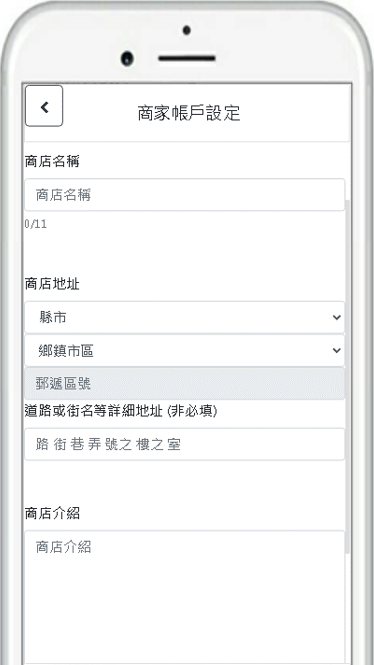 商家帳戶設定
商店名稱
商店名稱
0/11
商店地址
縣市
鄉鎮市區
郵遞區號
道路或街名等詳細地址 (非必填)
路 街 巷 弄 號之 樓之 室
商店介紹
商店介紹